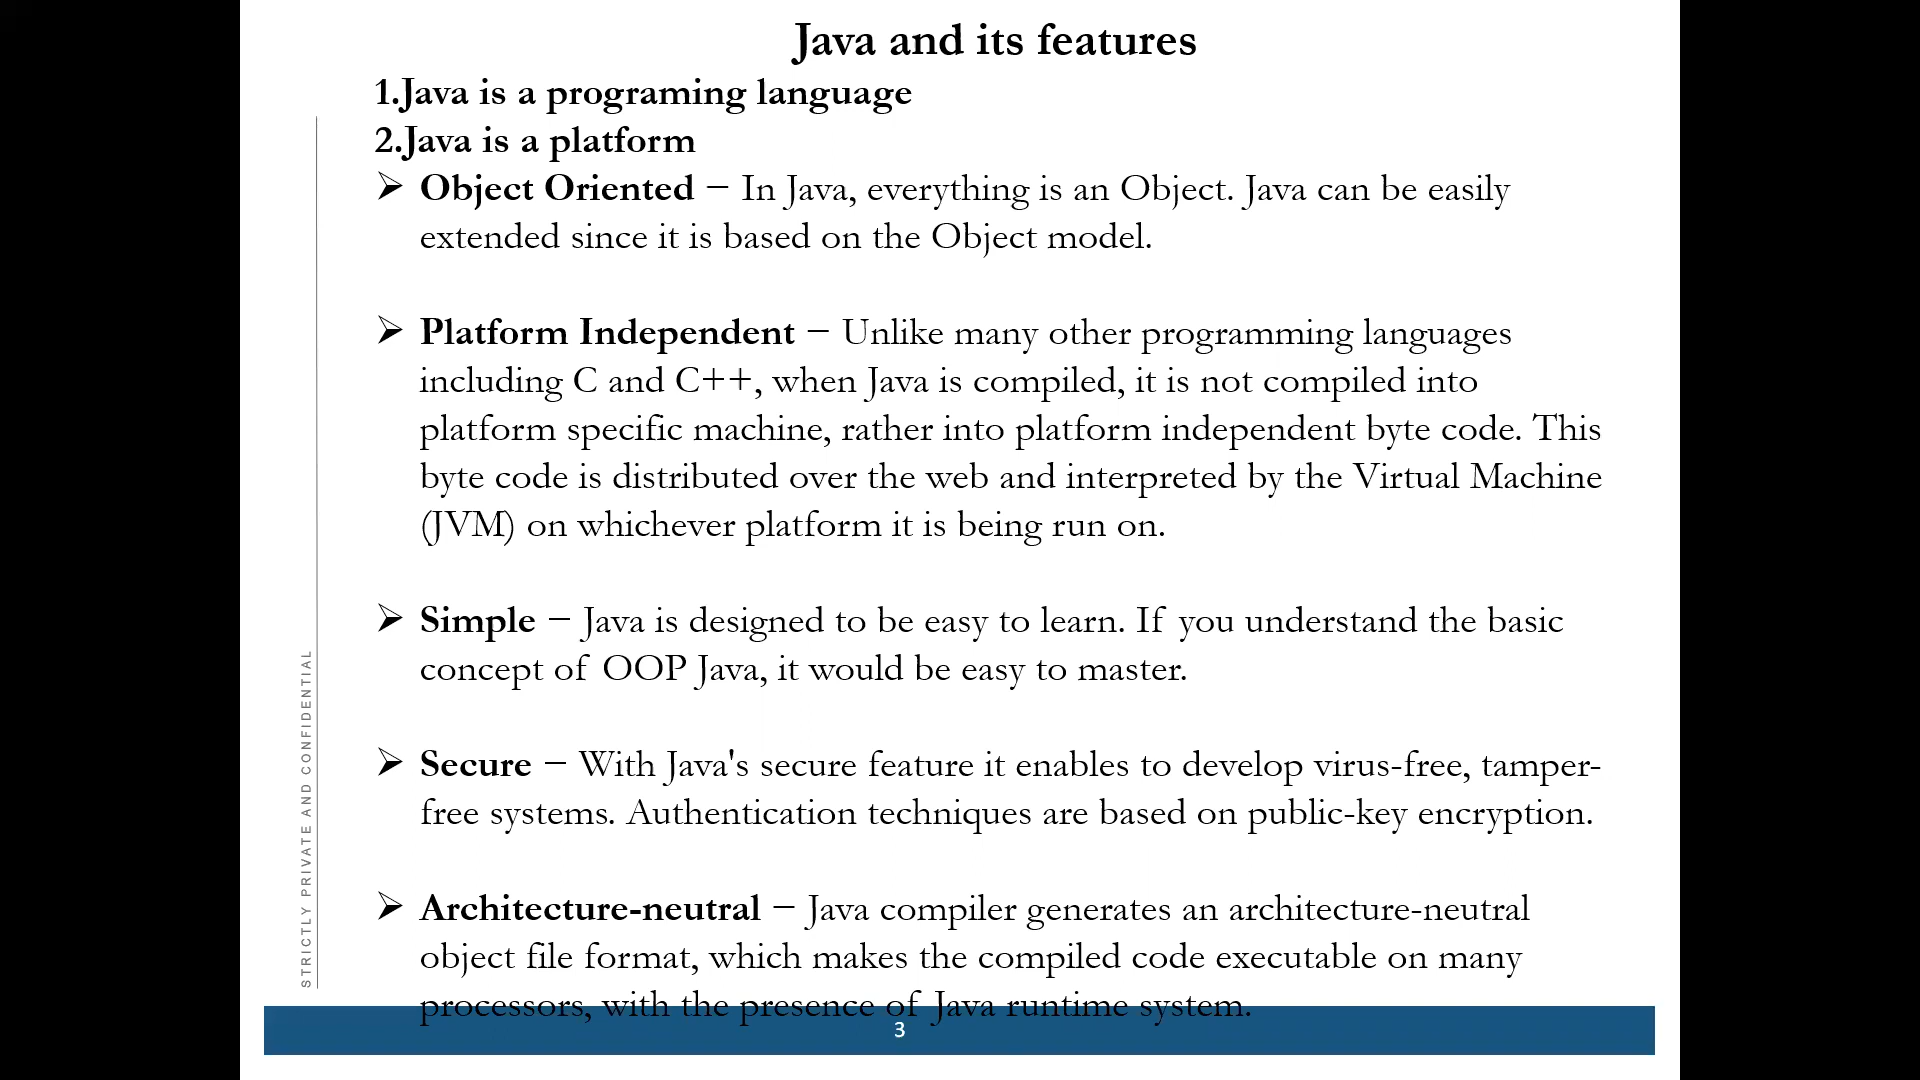 Java and its features
1.Java is a programing language
2.Java is a platform
➢ Object Oriented − In Java, everything is an Object. Java can be easily
extended since it is based on the Object model.
➢ Platform Independent − Unlike many other programming languages
including C and C++, when Java is compiled, it is not compiled into
platform specific machine, rather into platform independent byte code. This
byte code is distributed over the web and interpreted by the Virtual Machine
(JVM) on whichever platform it is being run on.
➢ Simple − Java is designed to be easy to learn. If you understand the basic
concept of OOP Java, it would be easy to master.
➢ Secure − With Java's secure feature it enables to develop virus-free, tamper-
free systems. Authentication techniques are based on public-key encryption.
➢ Architecture-neutral − Java compiler generates an architecture-neutral
object file format, which makes the compiled code executable on many
processors, with the presence of Java runtime system.
STRICTLY PRIVATE AND CONFIDENTIAL
3